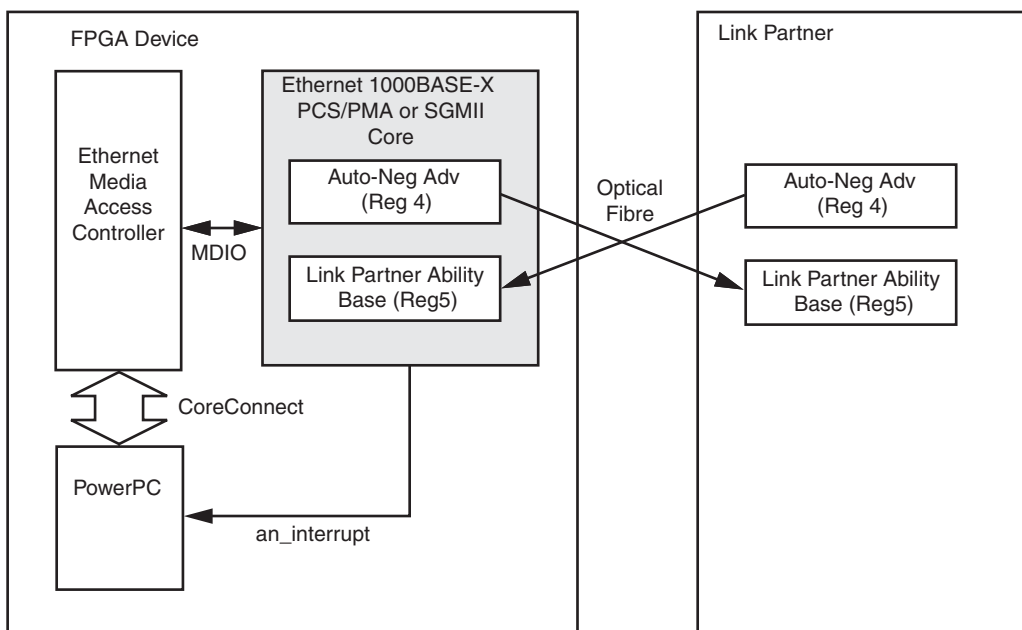 FPGA Device
Link Partner
Ethernet
Media
Access
Controller
MDIO
Ethernet 1000BASE-X
PCS/PMA or SGMII
Core
Auto-Neg Adv
(Reg 4)
Link Partner Ability
Base (Reg5)
Optical
Fibre
Auto-Neg Adv
(Reg 4)
Link Partner Ability
Base (Reg5)
CoreConnect
PowerPC
an_interrupt